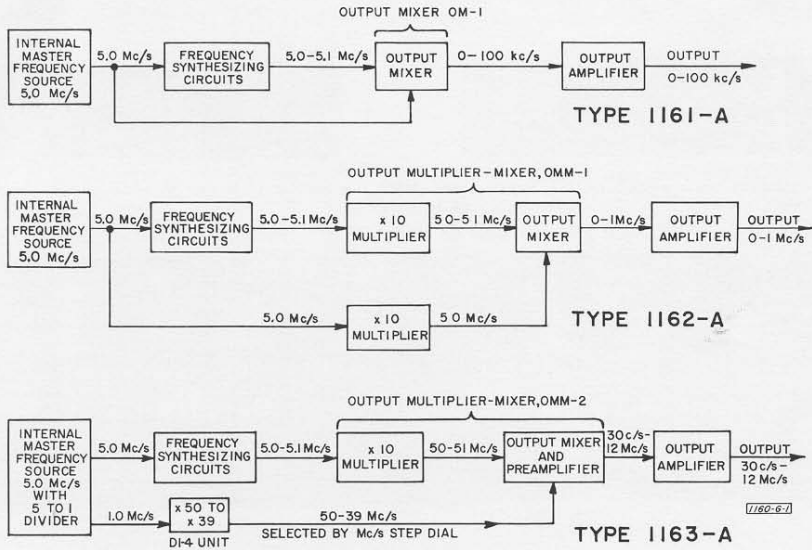 OUTPUT MIXER OM-1
INTERNAL
MASTER
FREQUENCY
SOURCE
5.0 Mc/s
5.0 Mc/s
FREQUENCY
SYNTHESIZING
CIRCUITS
5.0-5.1 Mc/s
OUTPUT
MIXER
0-100 kc/s
OUTPUT
AMPLIFIER
OUTPUT
0-100 kc/s
TYPE 1161-A
OUTPUT MULTIPLIER-MIXER, OMM-1
INTERNAL
MASTER
FREQUENCY
SOURCE
5.0 Mc/s
5.0 Mc/s
FREQUENCY
SYNTHESIZING
CIRCUITS
5.0-5.1 Mc/s
x 10
MULTIPLIER
50-51 Mc/s
OUTPUT
MIXER
0-1Mc/s
OUTPUT
AMPLIFIER
OUTPUT
0-1 Mc/s
5.0 Mc/s
x 10
MULTIPLIER
50 Mc/s
TYPE 1162-A
OUTPUT MULTIPLIER-MIXER, OMM-2
INTERNAL
MASTER
FREQUENCY
SOURCE
5.0 Mc/s
WITH
5 TO 1
DIVIDER
5.0 Mc/s
FREQUENCY
SYNTHESIZING
CIRCUITS
5.0-5.1 Mc/s
x 10
MULTIPLIER
50-51 Mc/s
OUTPUT MIXER
AND
PREAMPLIFIER
30c/s-
12 Mc/s
OUTPUT
AMPLIFIER
OUTPUT
30c/s-
12 Mc/s
1.0 Mc/s
x 50 TO
x 39
DI-4 UNIT
50-39 Mc/s
SELECTED BY Mc/s STEP DIAL
TYPE 1163-A
1160-6-1